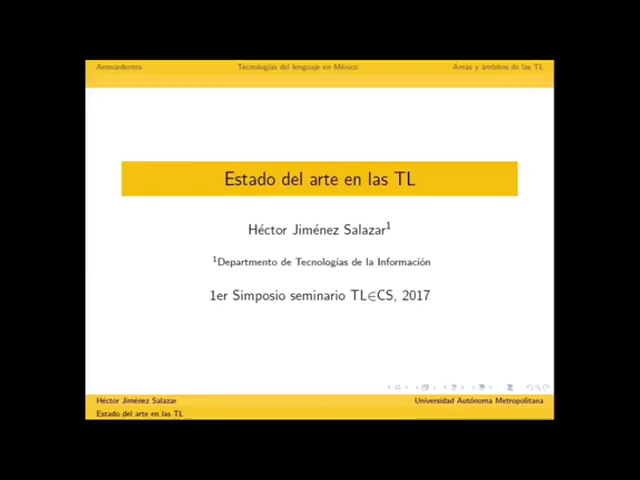 Antecedentes Tecnologías del lenguaje en México Áreas y ámbitos de las TL
Estado del arte en las TL
Héctor Jiménez Salazar¹
¹Departmento de Tecnologías de la Información
1er Simposio seminario TL∈CS, 2017
Héctor Jiménez Salazar Universidad Autónoma Metropolitana
Estado del arte en las TL